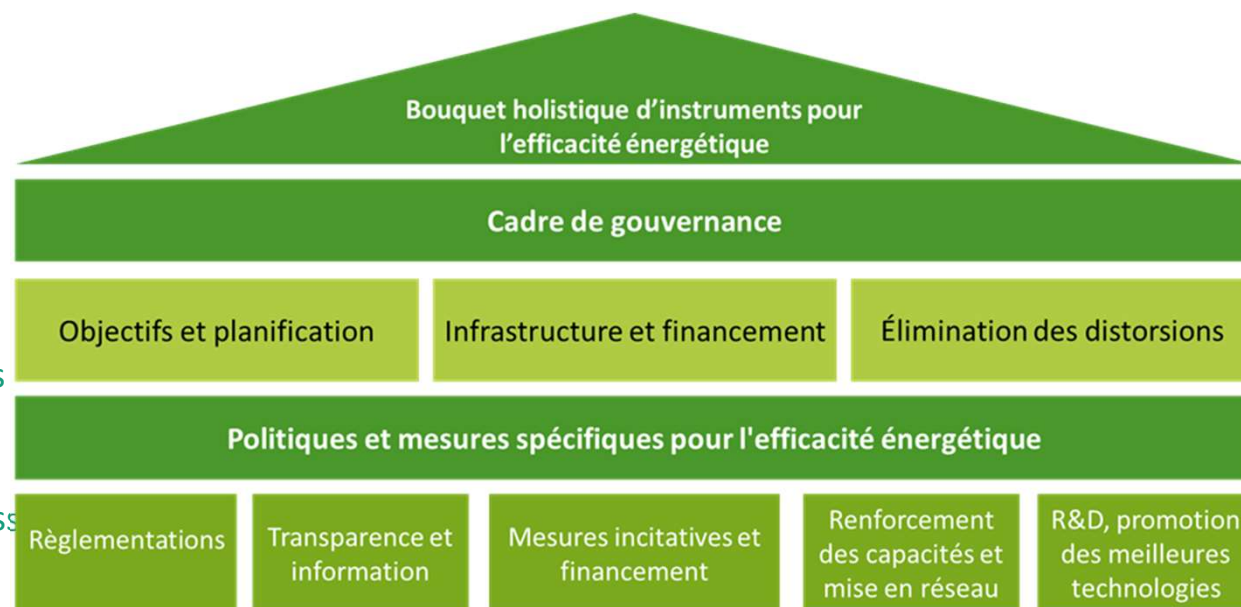 Bouquet holistique d’instruments pour
l’efficacité énergétique
Cadre de gouvernance
Objectifs et planification
Infrastructure et financement
Élimination des distorsions
Politiques et mesures spécifiques pour l'efficacité énergétique
Règlementations
Transparence et
information
Mesures incitatives et
financement
Renforcement
des capacités et
mise en réseau
R&D, promotion
des meilleures
technologies